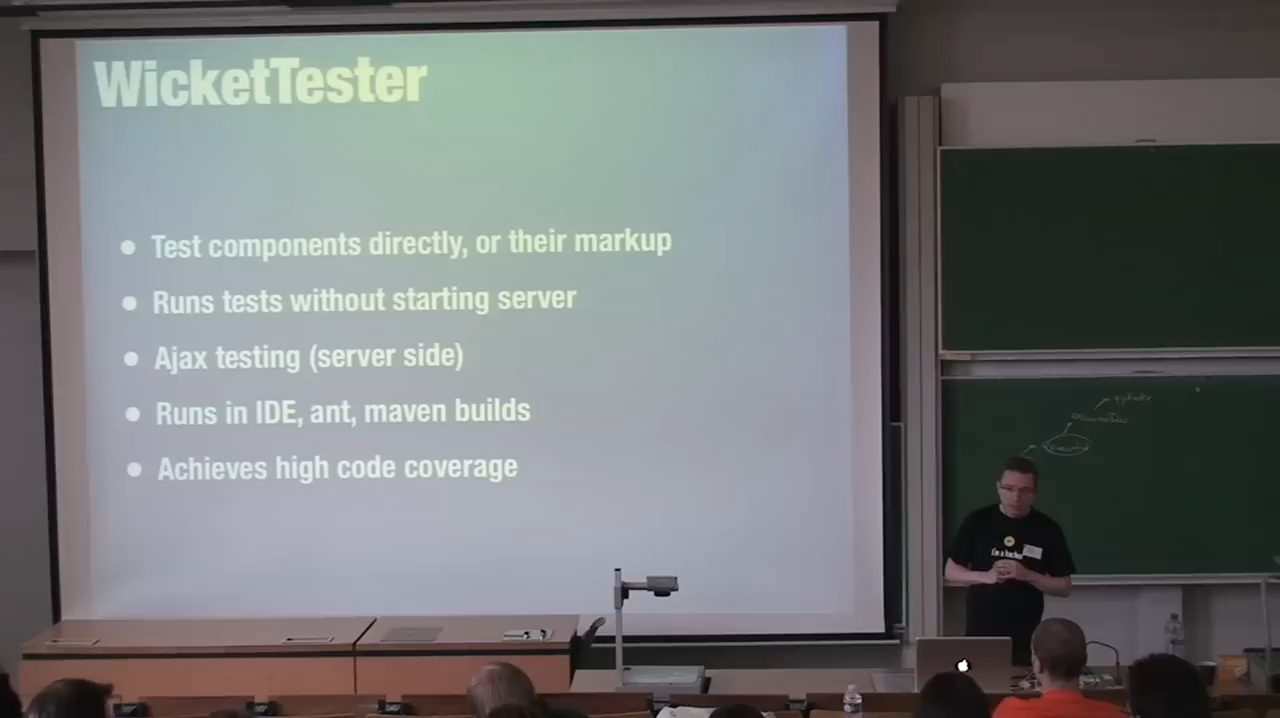 WicketTester
Test components directly, or their markup
Runs tests without starting server
Ajax testing (server side)
Runs in IDE, ant, maven builds
Achieves high code coverage
I'm a hacker